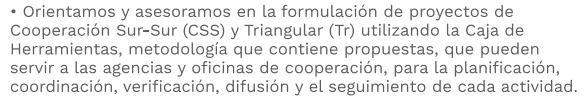 • Orientamos y asesoramos en la formulación de proyectos de
Cooperación Sur-Sur (CSS) y Triangular (Tr) utilizando la Caja de
Herramientas, metodología que contiene propuestas, que pueden
servir a las agencias y oficinas de cooperación, para la planificación,
coordinación, verificación, difusión y el seguimiento de cada actividad.